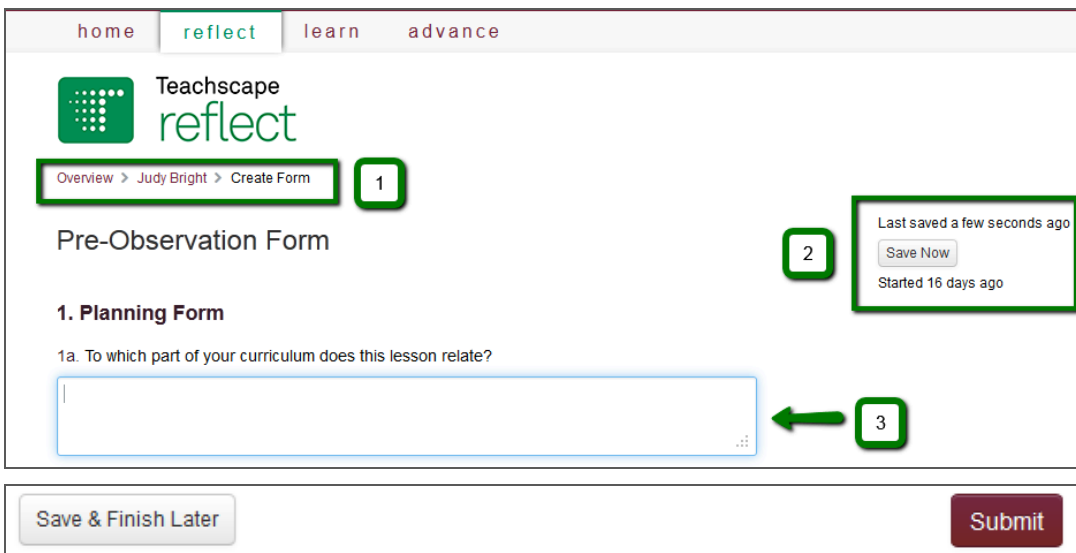 home reflect learn advance
Teachscape
reflect
Overview > Judy Bright > Create Form
1
Last saved a few seconds ago
Pre-Observation Form
2
Save Now
Started 16 days ago
1. Planning Form
1a. To which part of your curriculum does this lesson relate?
3
Save & Finish Later
Submit